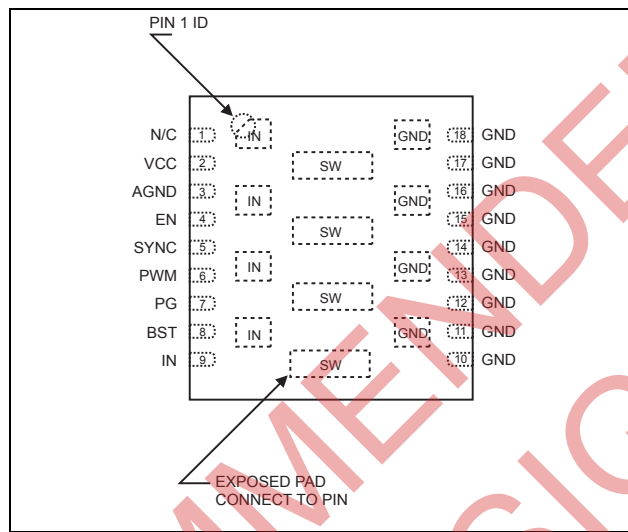 PIN 1 ID
N/C 1 IN GND 18 GND
VCC 2 SW 17 GND
AGND 3 IN GND 16 GND
EN 4 SW 15 GND
SYNC 5 14 GND
PWM 6 IN GND 13 GND
PG 7 SW 12 GND
BST 8 IN GND 11 GND
IN 9 SW 10 GND
EXPOSED PAD
CONNECT TO PIN